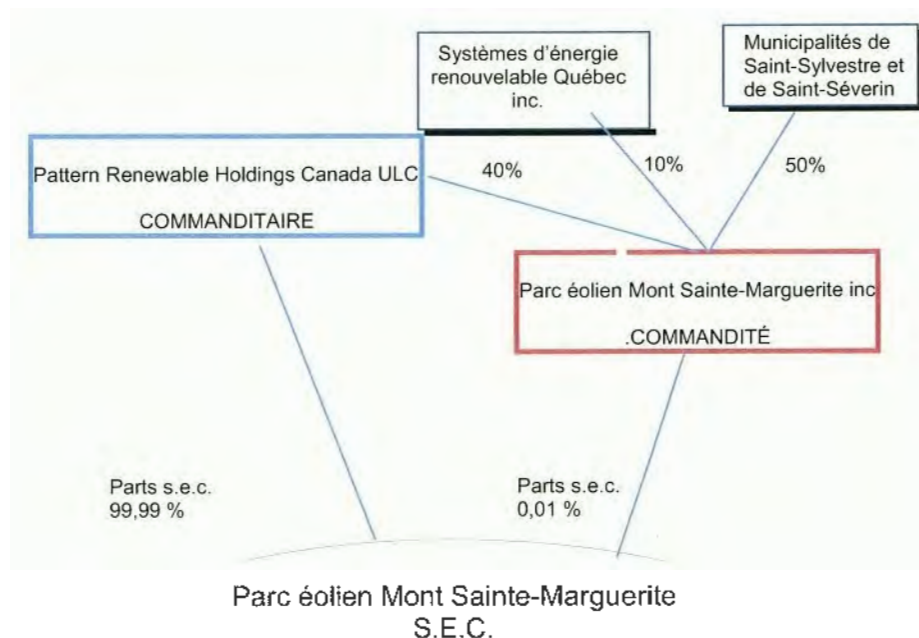 Systèmes d'énergie
renouvelable Québec
inc.
Municipalités de
Saint-Sylvestre et
de Saint-Séverin
Pattern Renewable Holdings Canada ULC
COMMANDITAIRE
40%
10%
50%
Parc éolien Mont Sainte-Marguerite inc
.COMMANDITÉ
Parts s.e.c.
99,99 %
Parts s.e.c.
0,01 %
Parc éolien Mont Sainte-Marguerite
S.E.C.